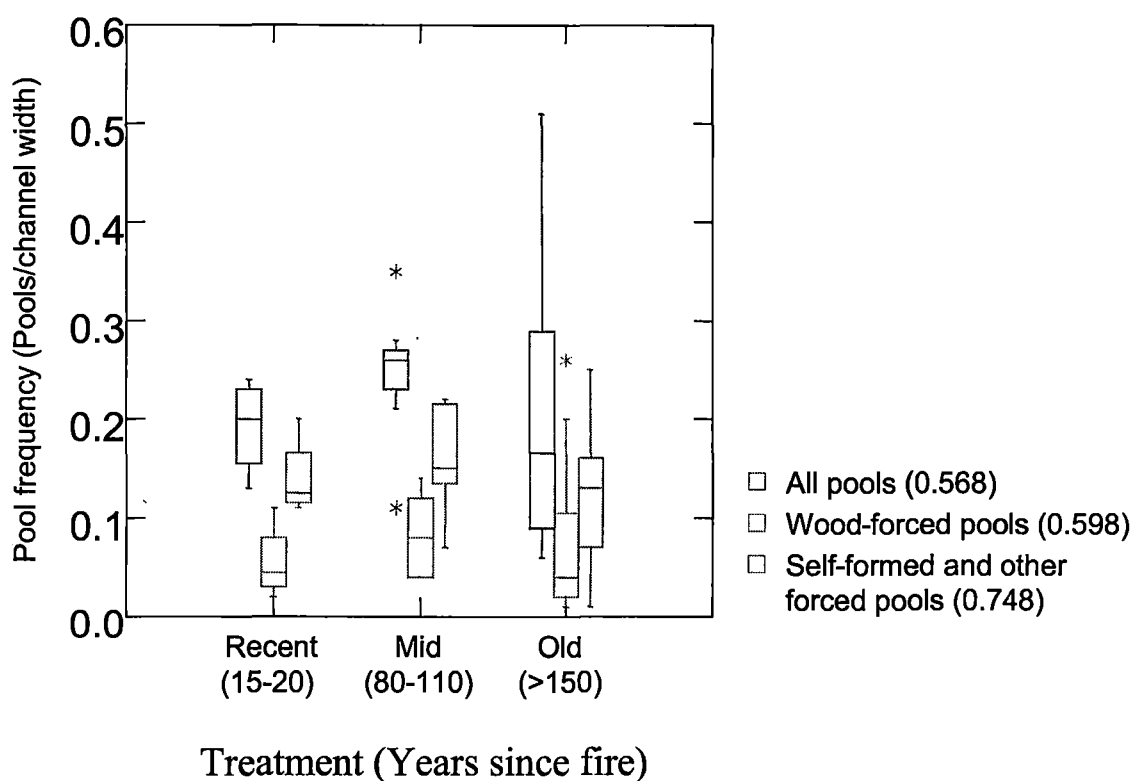 Pool frequency (Pools/channel width)
0.6
0.5
0.4
0.3
0.2
0.1
0.0
*
*
*
Recent
(15-20)
Mid
(80-110)
Old
(>150)
All pools (0.568)
Wood-forced pools (0.598)
Self-formed and other
forced pools (0.748)
Treatment (Years since fire)